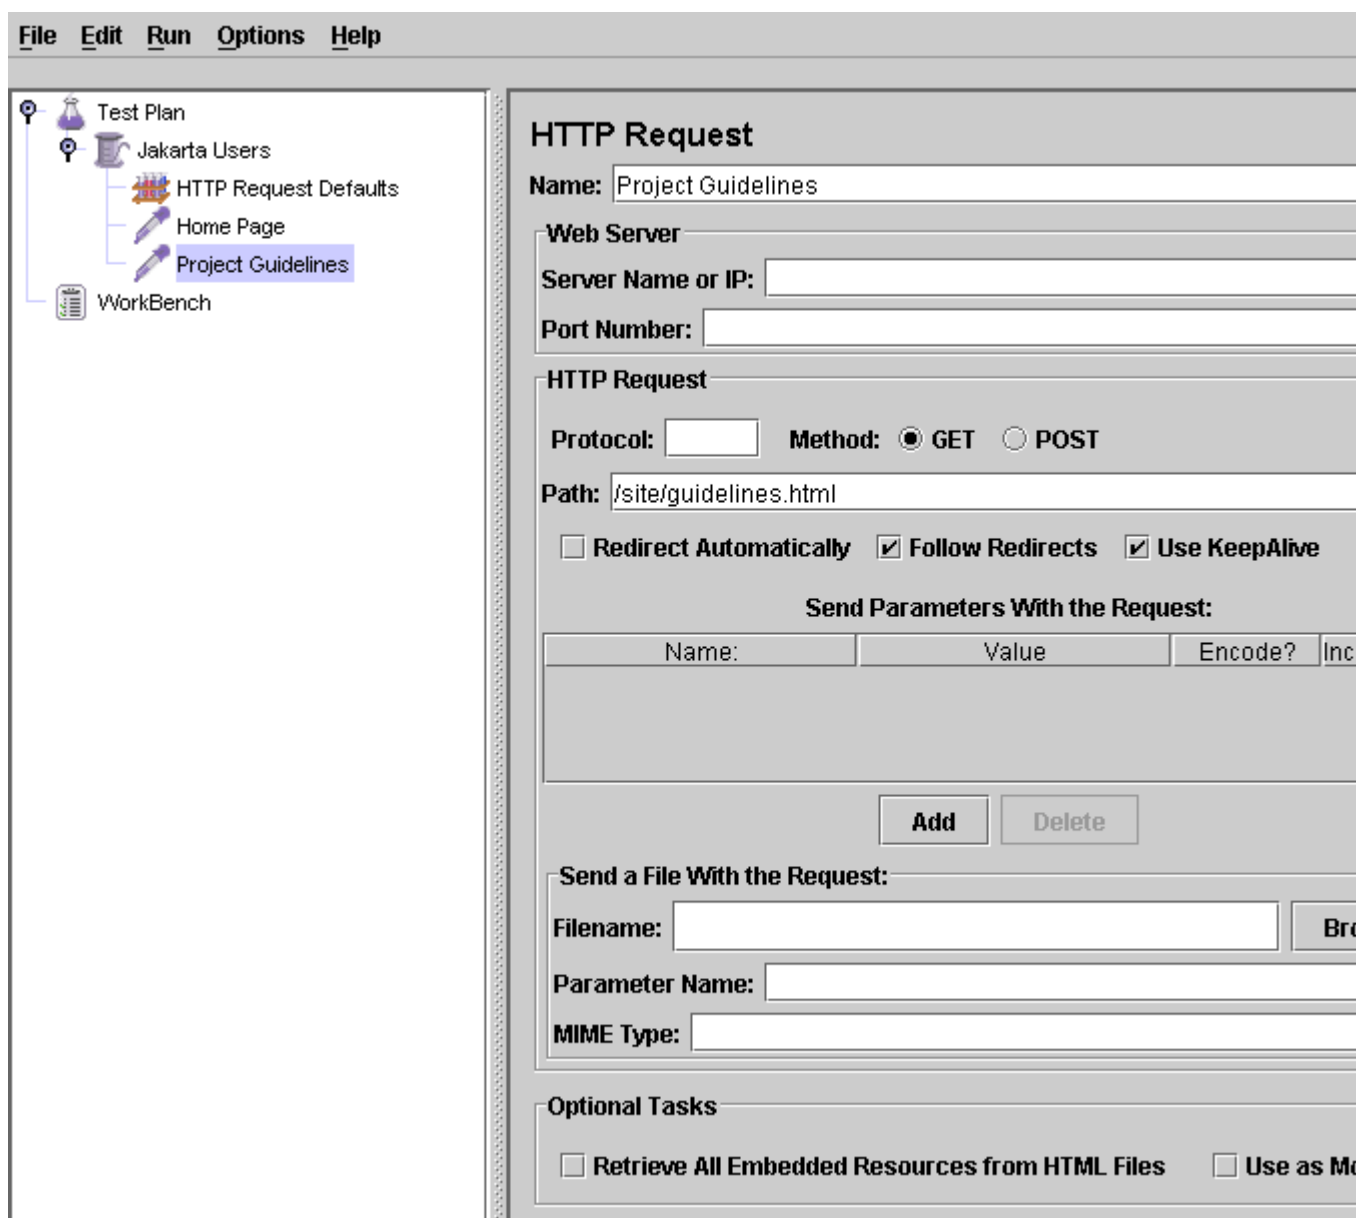 File Edit Run Options Help
Test Plan
Jakarta Users
HTTP Request Defaults
Home Page
Project Guidelines
WorkBench
HTTP Request
Name: Project Guidelines
Web Server
Server Name or IP:
Port Number:
HTTP Request
Protocol: Method: GET POST
Path: /site/guidelines.html
Redirect Automatically Follow Redirects Use KeepAlive
Send Parameters With the Request:
Name: Value Encode?
Add Delete
Send a File With the Request:
Filename:
Parameter Name:
MIME Type:
Optional Tasks
Retrieve All Embedded Resources from HTML Files Use as